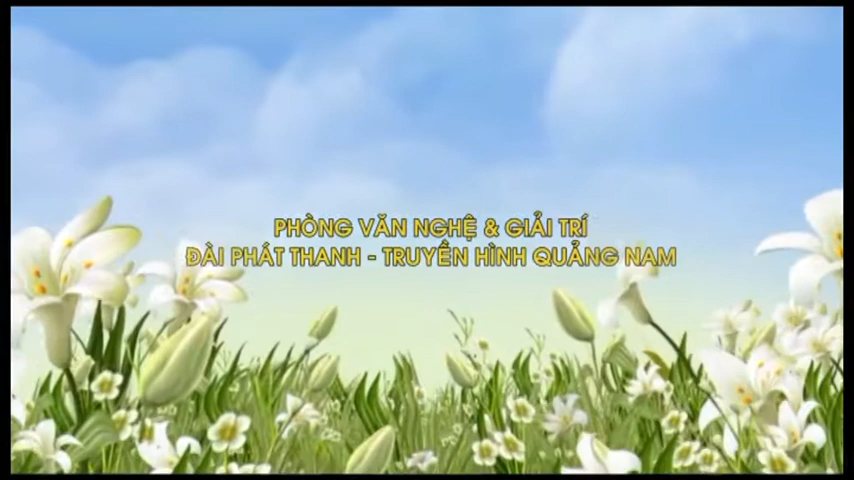 PHÒNG VĂN NGHỆ & GIẢI TRÍ
ĐÀI PHÁT THANH - TRUYỀN HÌNH QUẢNG NAM